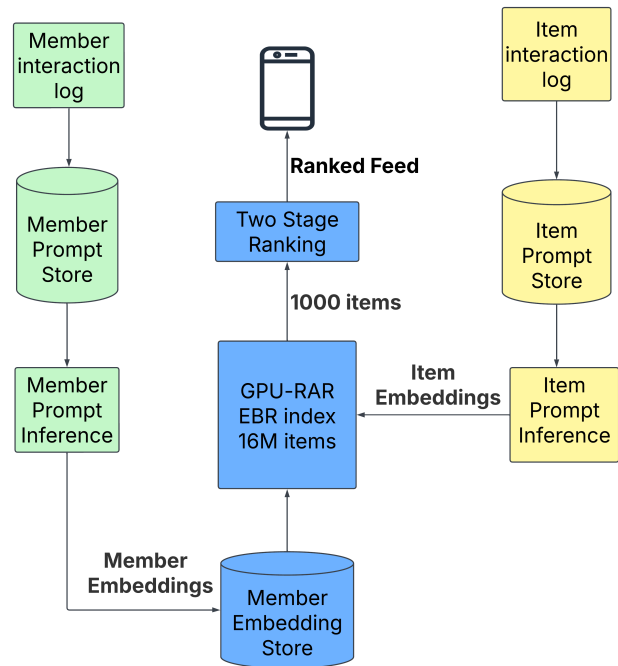 Member
interaction
log
Item
interaction
log
Ranked Feed
Member
Prompt
Store
Two Stage
Ranking
Item
Prompt
Store
1000 items
Member
Prompt
Inference
GPU-RAR
EBR index
16M items
Item
Embeddings
Item
Prompt
Inference
Member
Embeddings
Member
Embedding
Store